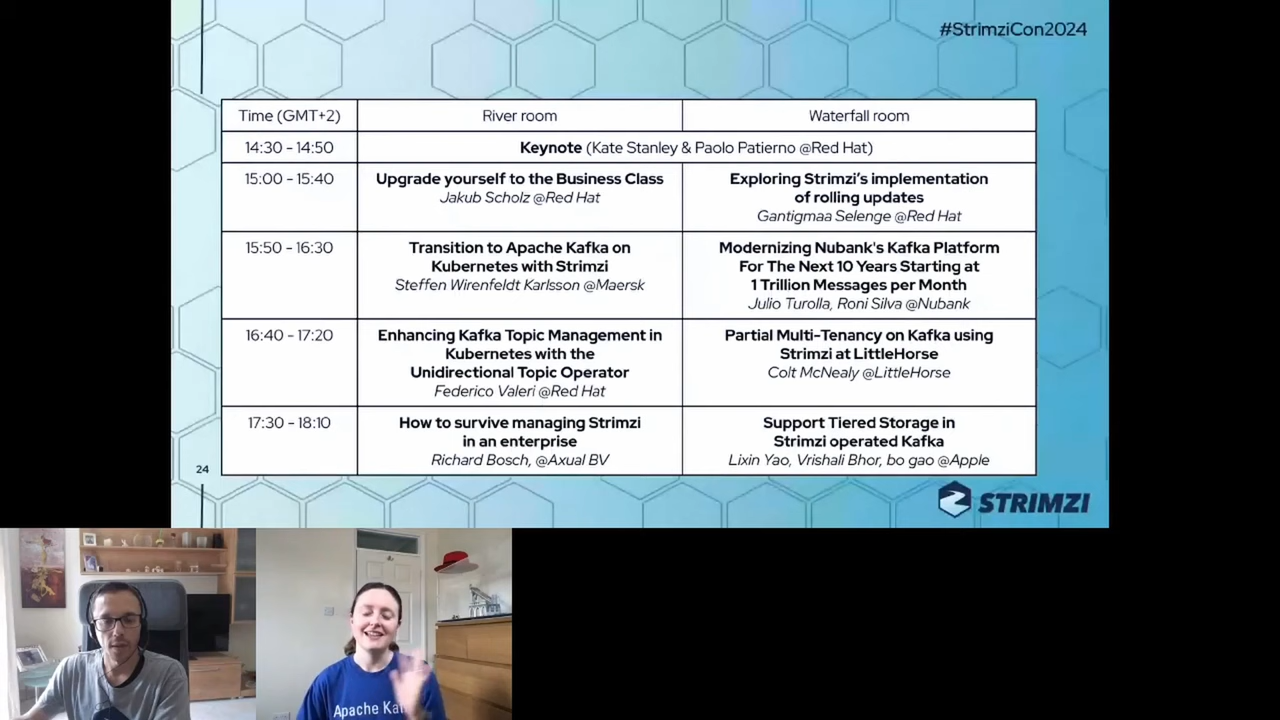 #StrimziCon2024
Time (GMT+2)
River room
Waterfall room
14:30 - 14:50
Keynote (Kate Stanley & Paolo Patierno @Red Hat)
15:00 - 15:40
Upgrade yourself to the Business Class
Jakub Scholz @Red Hat
Exploring Strimzi's implementation
of rolling updates
Gantigmaa Selenge @Red Hat
15:50 - 16:30
Transition to Apache Kafka on
Kubernetes with Strimzi
Steffen Wirenfeldt Karlsson @Maersk
Modernizing Nubank's Kafka Platform
For The Next 10 Years Starting at
1 Trillion Messages per Month
Julio Turolla, Roni Silva @Nubank
16:40 - 17:20
Enhancing Kafka Topic Management in
Kubernetes with the
Unidirectional Topic Operator
Federico Valeri @Red Hat
Partial Multi-Tenancy on Kafka using
Strimzi at LittleHorse
Colt McNealy @LittleHorse
17:30 - 18:10
How to survive managing Strimzi
in an enterprise
Richard Bosch, @Axual BV
Support Tiered Storage in
Strimzi operated Kafka
Lixin Yao, Vrishali Bhor, bo gao @Apple
24
STRIMZI
Apache Kaf